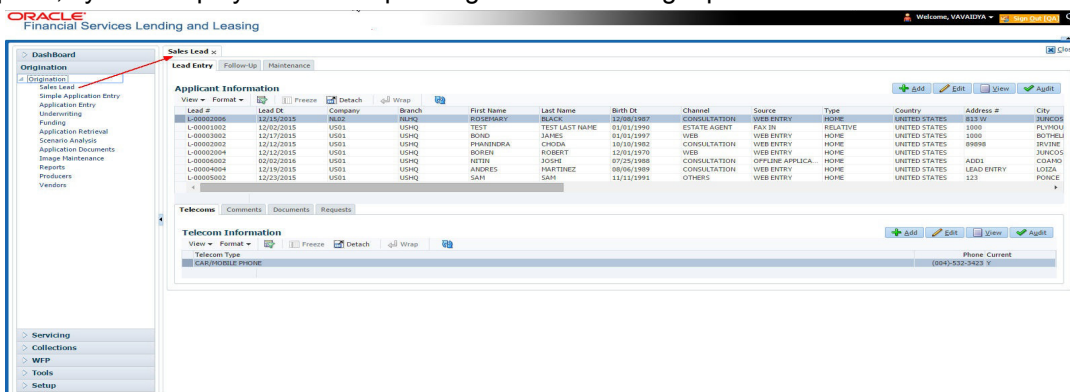 ORACLE
Financial Services Lending and Leasing
Welcome, VAVAIDYA
Sign Out [QA]
DashBoard
Origination
Origination
Sales Lead
Simple Application Entry
Application Entry
Underwriting
Funding
Application Retrieval
Scenario Analysis
Application Documents
Image Maintenance
Reports
Producers
Vendors
Servicing
Collections
WFP
Tools
Setup
Sales Lead x
Lead Entry Follow-Up Maintenance
Applicant Information
Add Edit View Audit
View Format Freeze Detach Wrap
Lead # Lead Dt Company Branch First Name Last Name Birth Dt Channel Source Type Country Address # City
L-00002006 12/15/2015 NL02 NLHQ ROSEMARY BLACK 12/08/1987 CONSULTATION WEB ENTRY HOME UNITED STATES 813 W JUNCOS
L-00001002 02/02/2015 US01 USHQ TEST TEST LAST NAME 01/01/1990 ESTATE AGENT FAX IN RELATIVE UNITED STATES 1000 PLYMOU
L-00003002 12/17/2015 US01 USHQ BOND JAMES 01/01/1997 WEB WEB ENTRY HOME UNITED STATES 1000 BOTHELI
L-00002002 12/12/2015 US01 USHQ PHANINDRA CHODA 10/10/1982 CONSULTATION WEB ENTRY HOME UNITED STATES 89898 IRVINE
L-00002004 12/12/2015 US01 USHQ BOREN ROBERT 12/01/1970 WEB WEB ENTRY HOME UNITED STATES JUNCOS
L-00006002 02/02/2016 US01 USHQ NITIN JOSHI 07/25/1988 CONSULTATION OFFLINE APPLICA... HOME UNITED STATES ADD1 COAMO
L-00004004 12/19/2015 US01 USHQ ANDRES MARTINEZ 08/06/1989 CONSULTATION WEB ENTRY HOME UNITED STATES LEAD ENTRY LOIZA
L-00005002 12/23/2015 US01 USHQ SAM SAM 11/11/1991 OTHERS WEB ENTRY HOME UNITED STATES 123 PONCE
Telecoms Comments Documents Requests
Telecom Information
Add Edit View Audit
View Format Freeze Detach Wrap
Telecom Type Phone Current
CAR/MOBILE PHONE (004)-532-3423 Y